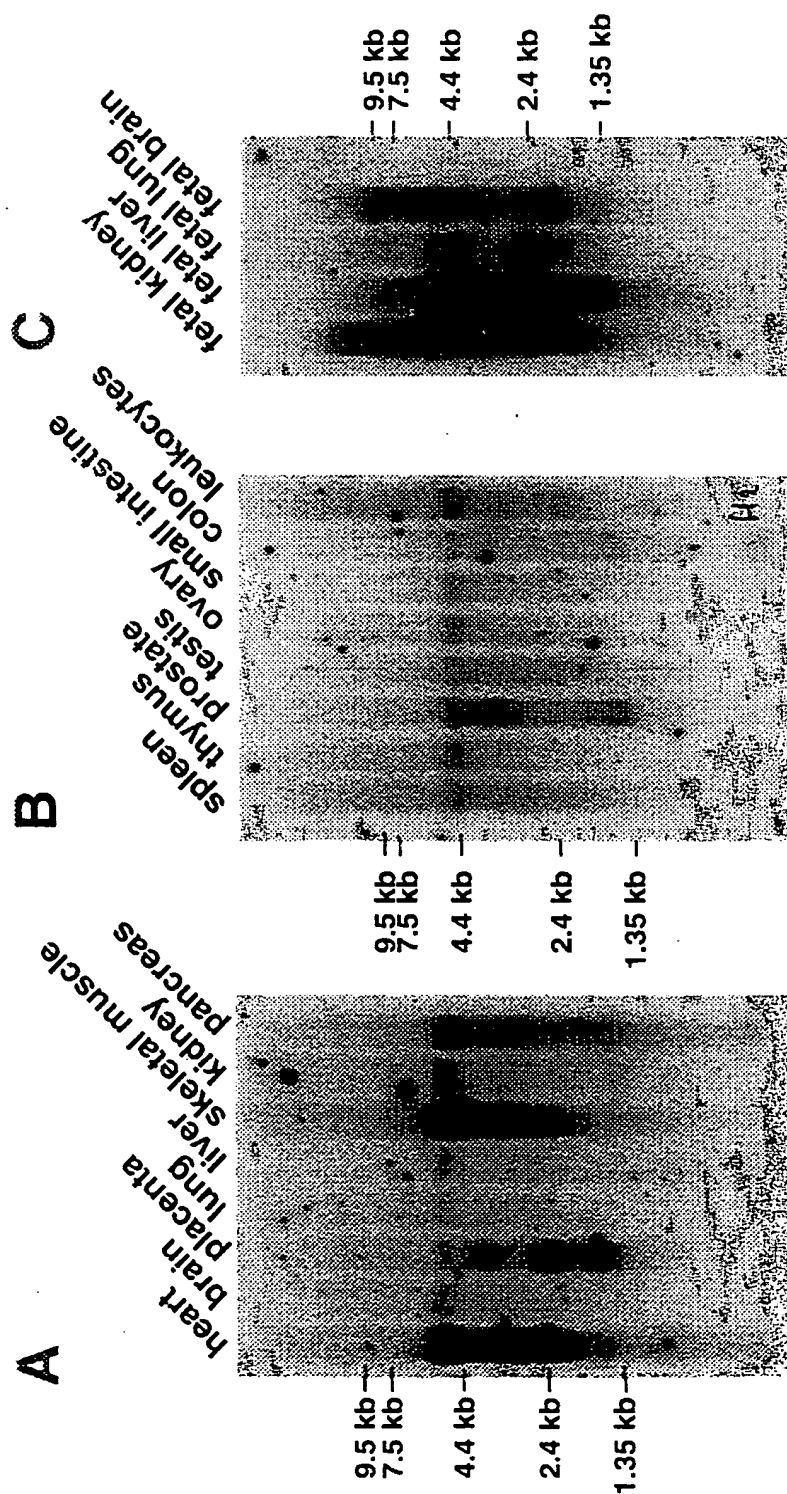 A
heart
brain
placenta
lung
liver
skeletal muscle
kidney
pancreas
9.5 kb
7.5 kb
4.4 kb
2.4 kb
1.35 kb
B
spleen
thymus
prostate
testis
ovary
small intestine
colon
leukocytes
9.5 kb
7.5 kb
4.4 kb
2.4 kb
1.35 kb
C
fetal kidney
fetal liver
fetal lung
fetal brain
9.5 kb
7.5 kb
4.4 kb
2.4 kb
1.35 kb